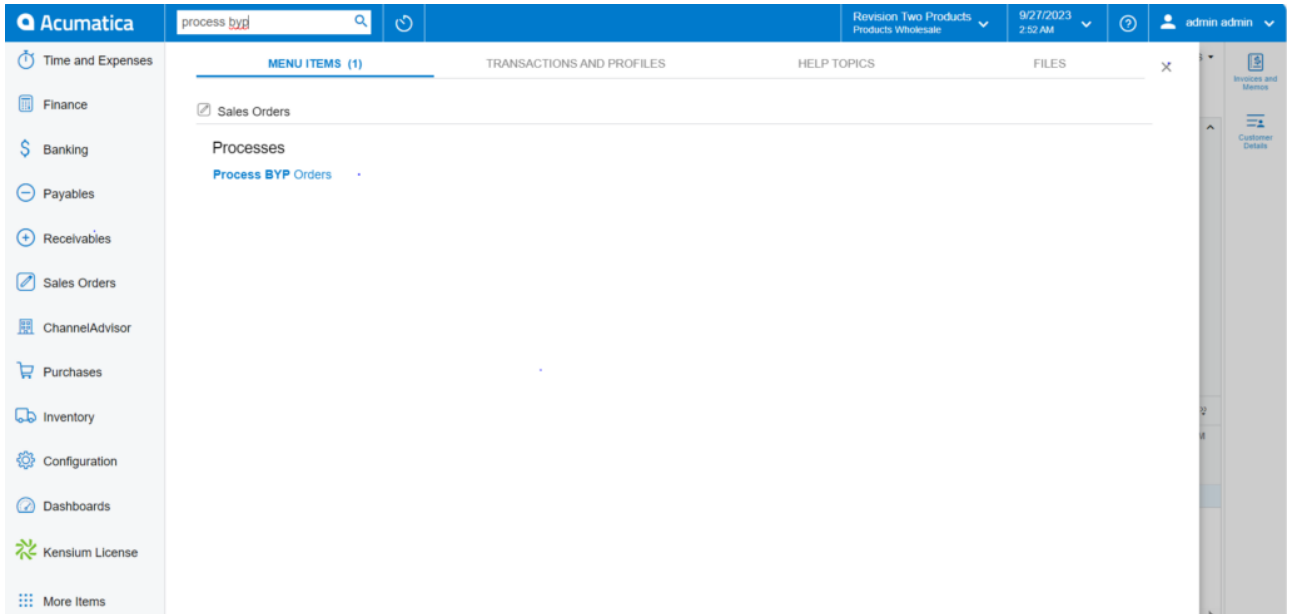 Acumatica
process byp
Revision Two Products
Products Wholesale
9/27/2023
2:52 AM
admin admin
Time and Expenses
Finance
Banking
Payables
Receivables
Sales Orders
ChannelAdvisor
Purchases
Inventory
Configuration
Dashboards
Kensium License
More Items
MENU ITEMS (1)
TRANSACTIONS AND PROFILES
HELP TOPICS
FILES
Sales Orders
Processes
Process BYP Orders
Invoices and
Memos
Customer
Details